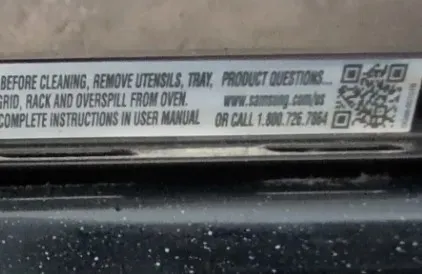 BEFORE CLEANING, REMOVE UTENSILS, TRAY,
GRID, RACK AND OVERSPILL FROM OVEN.
COMPLETE INSTRUCTIONS IN USER MANUAL
PRODUCT QUESTIONS...
www.samsung.com/us
OR CALL 1.800.726.7864